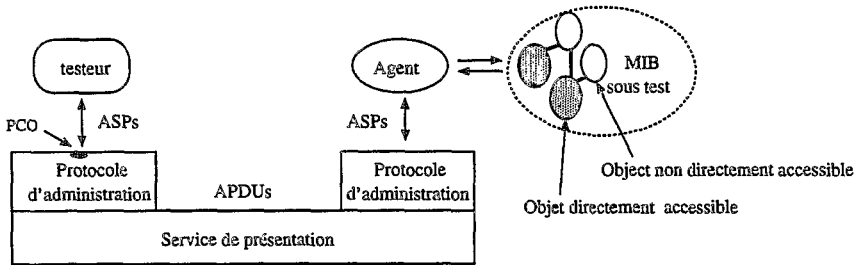 testeur
Agent
MIB
sous test
PCO
ASPs
ASPs
Protocole
d'administration
APDUs
Protocole
d'administration
Object non directement accessible
Objet directement accessible
Service de présentation